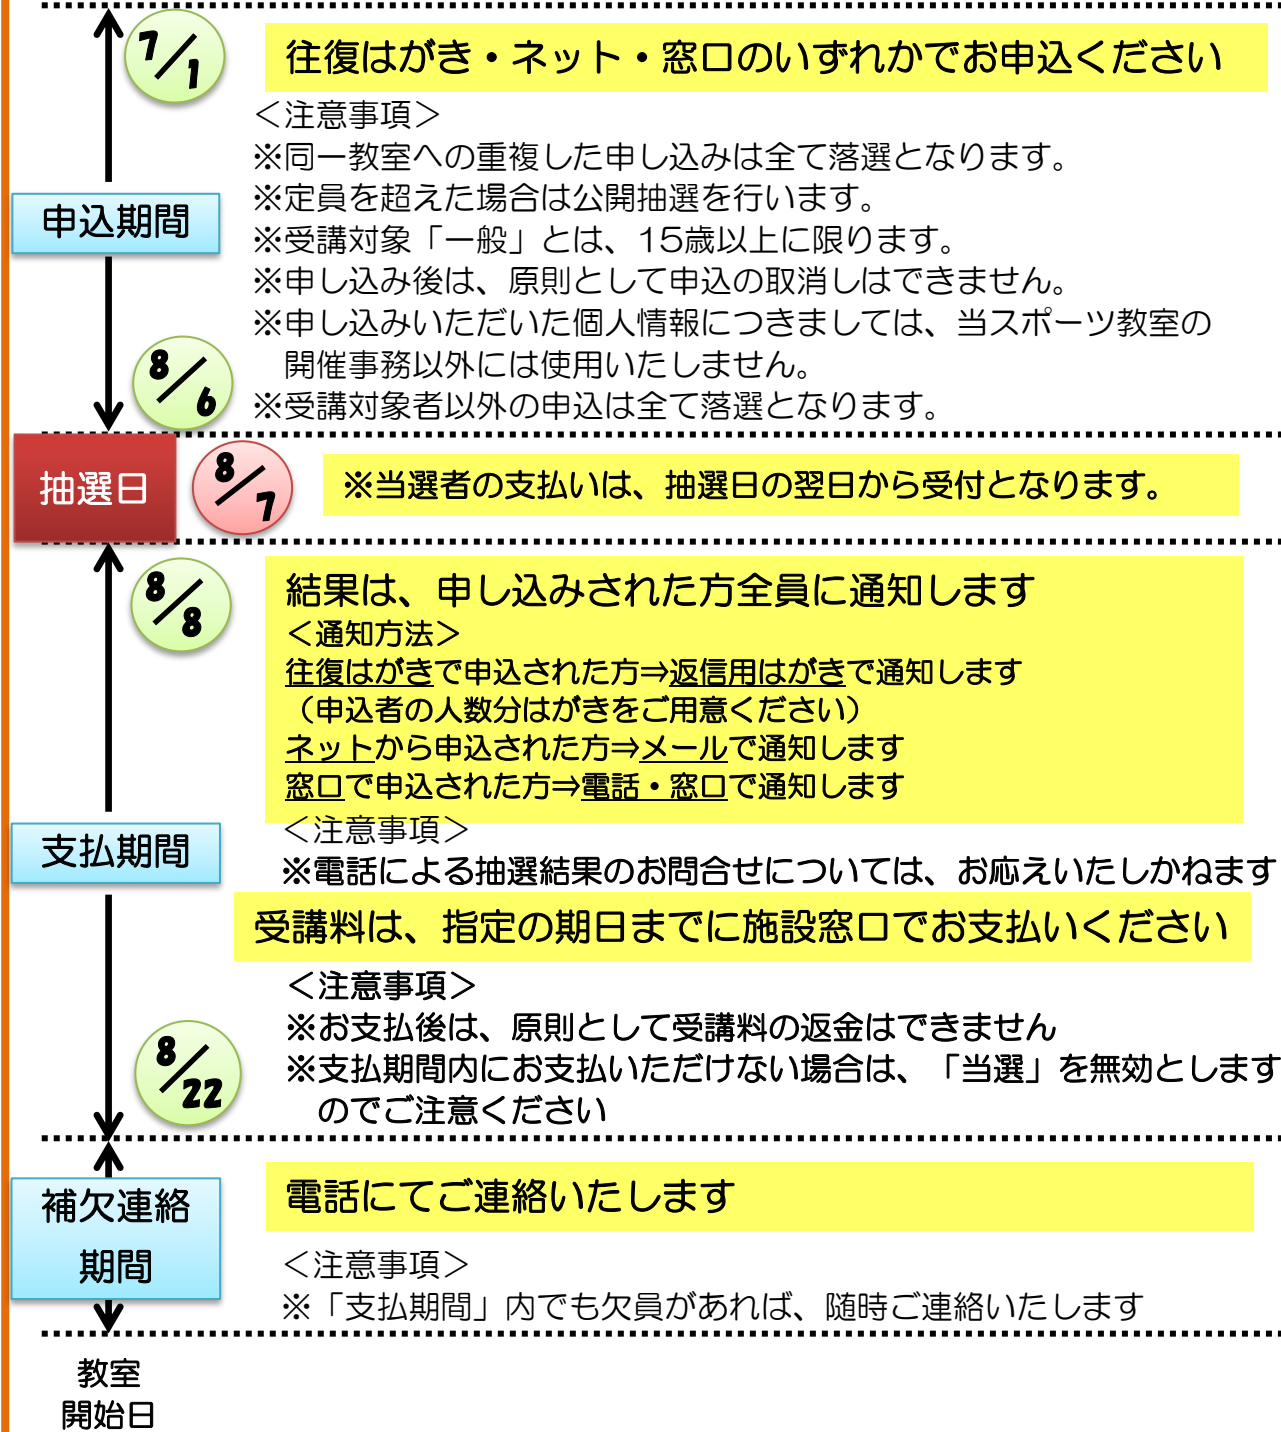 7/1
往復はがき・ネット・窓口のいずれかでお申込ください
＜注意事項＞
※同一教室への重複した申し込みは全て落選となります。
※定員を超えた場合は公開抽選を行います。
申込期間
※受講対象「一般」とは、15歳以上に限ります。
※申し込み後は、原則として申込の取消しはできません。
※申し込みいただいた個人情報につきましては、当スポーツ教室の
開催事務以外には使用いたしません。
8/6
※受講対象者以外の申込は全て落選となります。
抽選日
8/7
※当選者の支払いは、抽選日の翌日から受付となります。
8/8
結果は、申し込みされた方全員に通知します
＜通知方法＞
往復はがきで申込された方⇒返信用はがきで通知します
（申込者の人数分はがきをご用意ください）
ネットから申込された方⇒メールで通知します
窓口で申込された方⇒電話・窓口で通知します
支払期間
＜注意事項＞
※電話による抽選結果のお問合せについては、お応えいたしかねます
受講料は、指定の期日までに施設窓口でお支払いください
＜注意事項＞
※お支払後は、原則として受講料の返金はできません
8/22
※支払期間内にお支払いただけない場合は、「当選」を無効とします
のでご注意ください
補欠連絡
期間
電話にてご連絡いたします
＜注意事項＞
※「支払期間」内でも欠員があれば、随時ご連絡いたします
教室
開始日